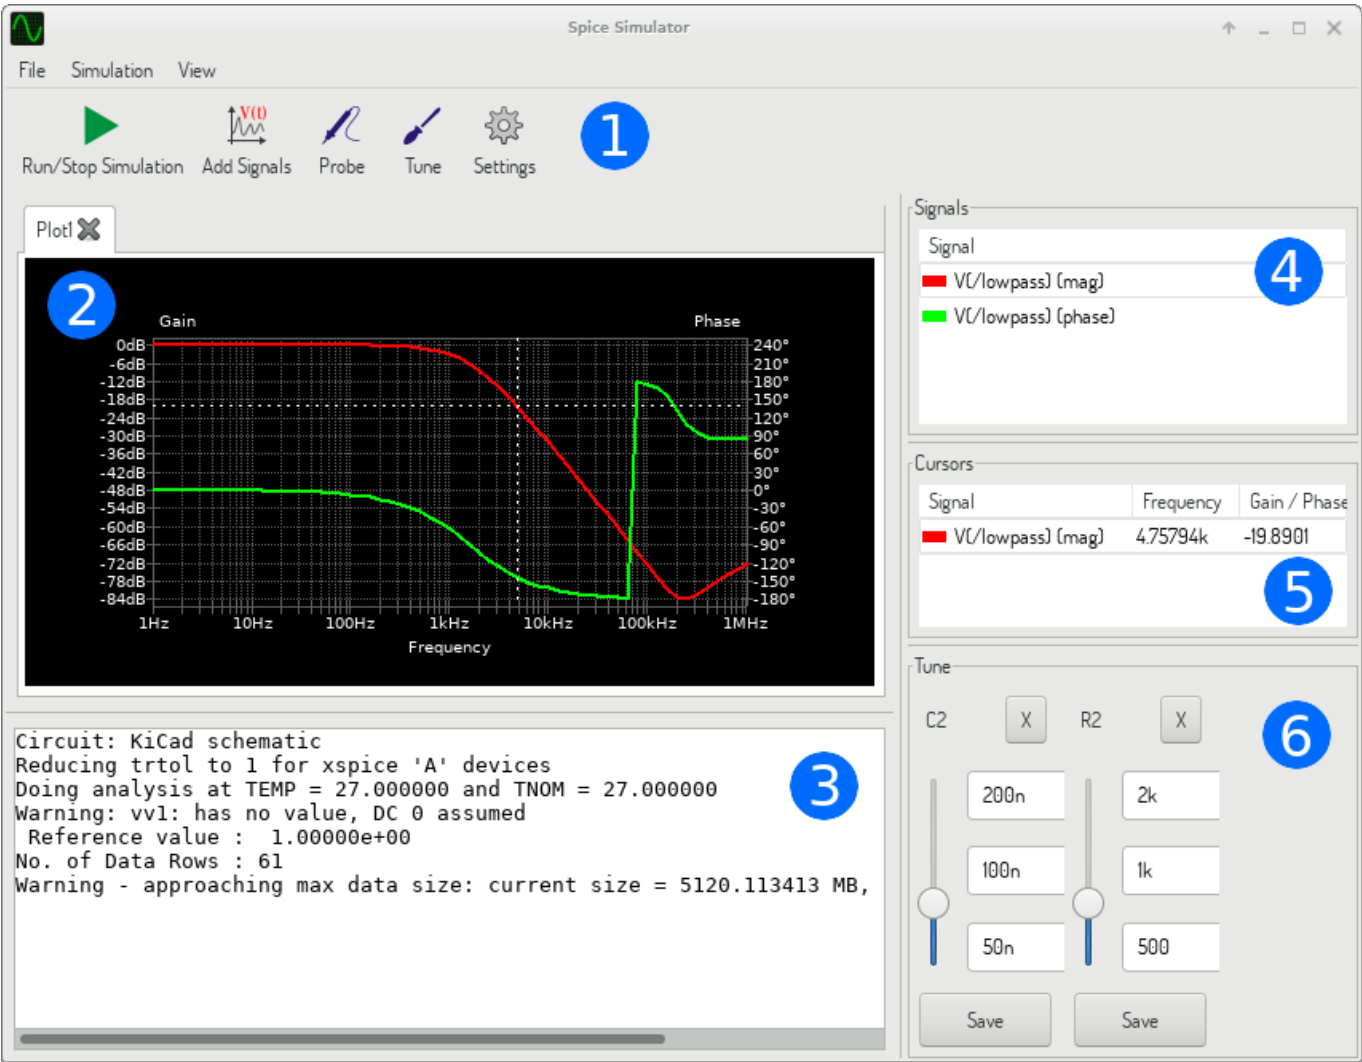 Spice Simulator
File Simulation View
Run/Stop Simulation Add Signals Probe Tune Settings
V(t)
1
Plot1
2
Gain Phase
0dB 240°
-6dB 210°
-12dB 180°
-18dB 150°
-24dB 120°
-30dB 90°
-36dB 60°
-42dB 30°
-48dB 0°
-54dB -30°
-60dB -60°
-66dB -90°
-72dB -120°
-78dB -150°
-84dB -180°
1Hz 10Hz 100Hz 1kHz 10kHz 100kHz 1MHz
Frequency
Circuit: KiCad schematic
Reducing trtol to 1 for xspice 'A' devices
Doing analysis at TEMP = 27.000000 and TNOM = 27.000000
Warning: vv1: has no value, DC 0 assumed
Reference value : 1.00000e+00
No. of Data Rows : 61
Warning - approaching max data size: current size = 5120.113413 MB,
3
Signals
Signal
V(/lowpass) (mag)
V(/lowpass) (phase)
4
Cursors
Signal Frequency Gain / Phase
V(/lowpass) (mag) 4.75794k -19.8901
5
Tune
C2 X R2 X
6
200n 2k
100n 1k
50n 500
Save Save